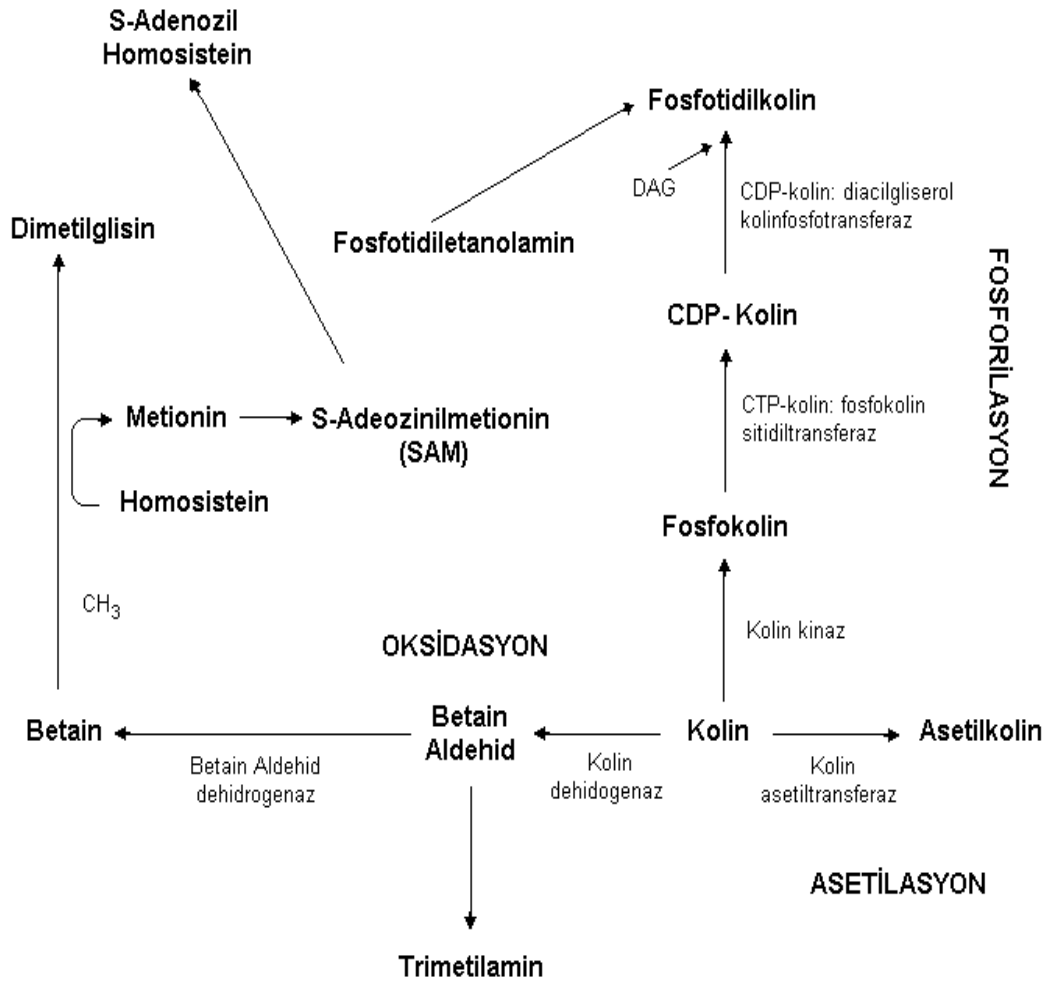 S-Adenozil
Homosistein
Fosfotidilkolin
DAG
CDP-kolin: diacilgliserol
kolinfosfotransferaz
Dimetilglisin
Fosfotidiletanolamin
FOSFORİLASYON
CDP- Kolin
Metionin
S-Adeozinilmetionin
(SAM)
CTP-kolin: fosfokolin
sitidiltransferaz
Homosistein
Fosfokolin
CH3
Kolin kinaz
OKSİDASYON
Betain
Betain
Aldehid
Kolin
Asetilkolin
Betain Aldehid
dehidrogenaz
Kolin
dehidogenaz
Kolin
asetiltransferaz
ASETİLASYON
Trimetilamin